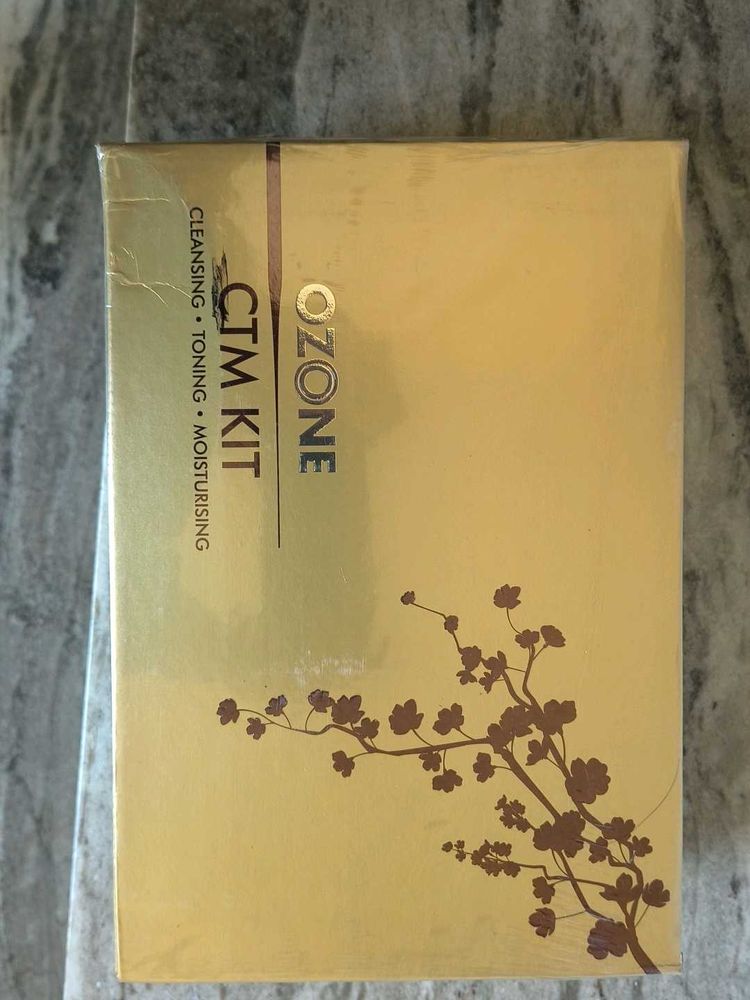 OZONE
CTM KIT
CLEANSING • TONING • MOISTURISING